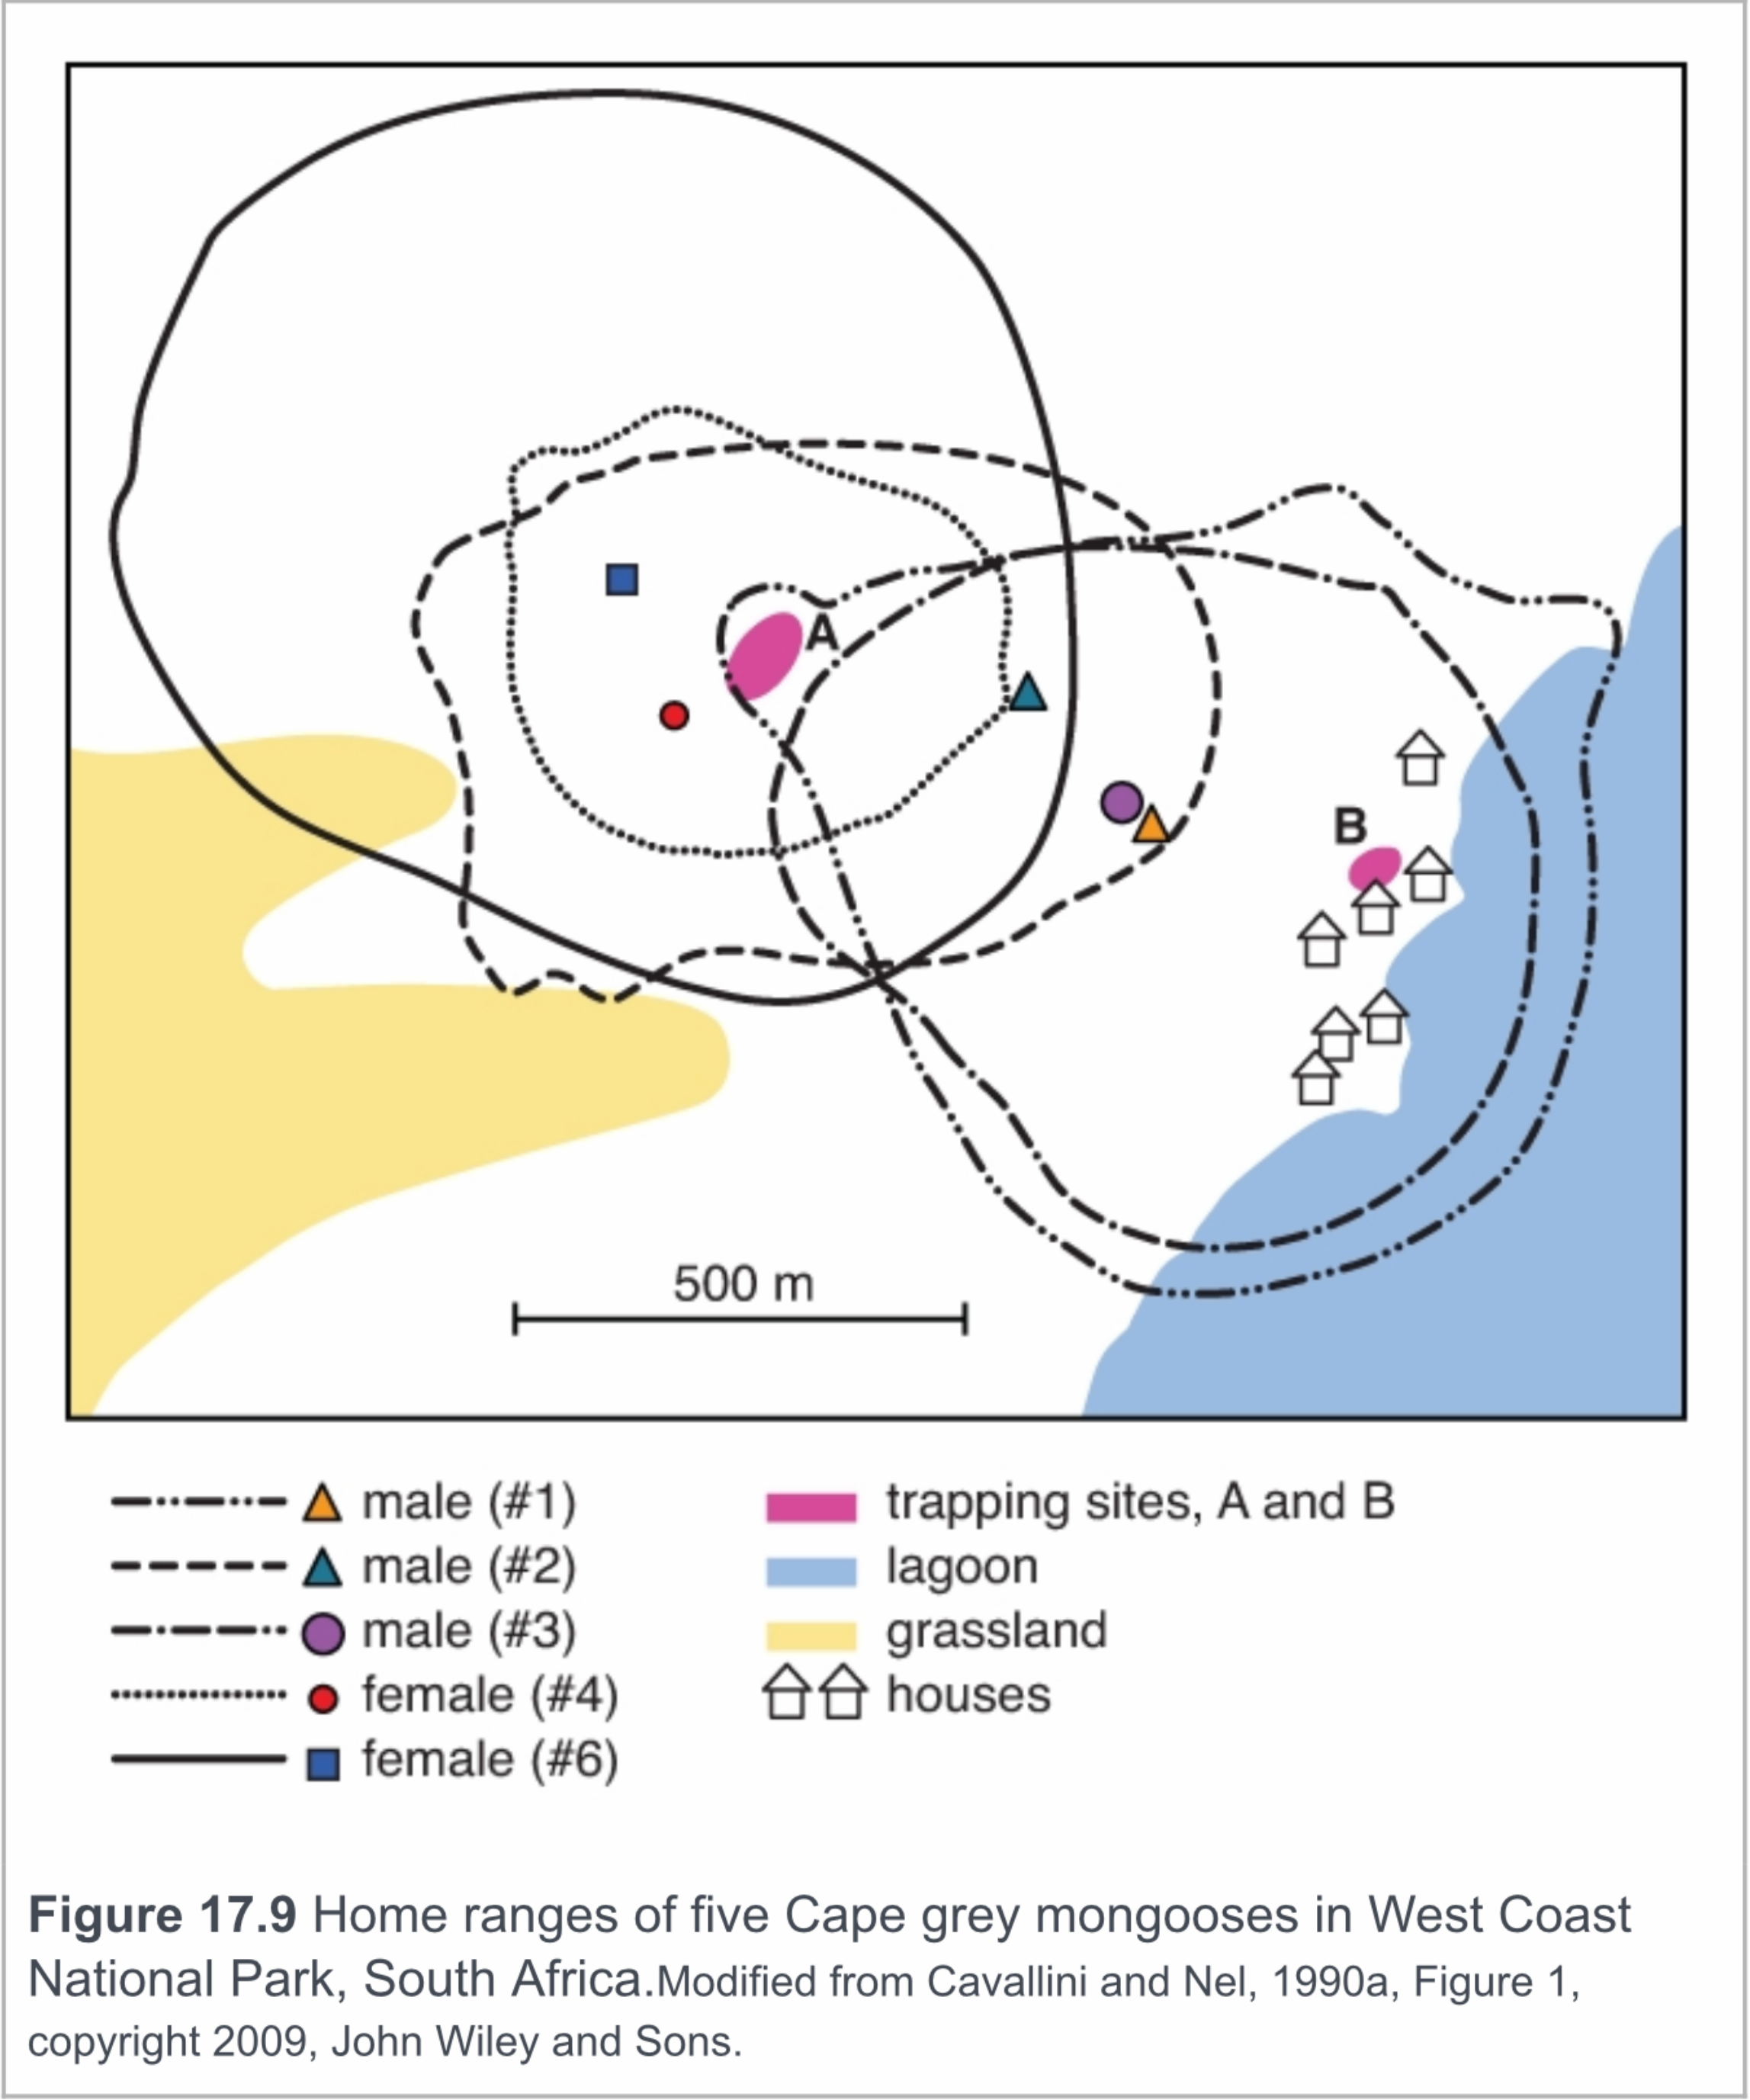 A
B
500 m
male (#1)
male (#2)
male (#3)
female (#4)
female (#6)
trapping sites, A and B
lagoon
grassland
houses
Figure 17.9 Home ranges of five Cape grey mongooses in West Coast
National Park, South Africa.Modified from Cavallini and Nel, 1990a, Figure 1,
copyright 2009, John Wiley and Sons.